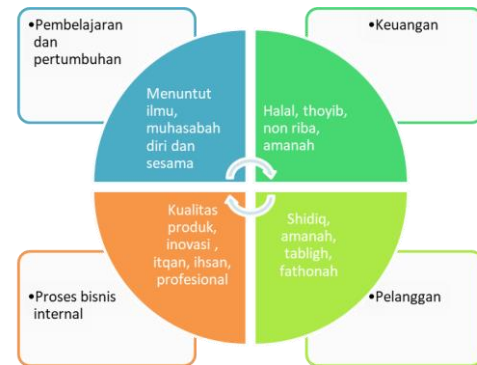 •Pembelajaran
dan
pertumbuhan
•Keuangan
Menuntut
ilmu,
muhasabah
diri dan
sesama
Halal, thoyib,
non riba,
amanah
Kualitas
produk,
inovasi ,
itqan, ihsan,
profesional
Shidiq,
amanah,
tabligh,
fathonah
•Proses bisnis
internal
•Pelanggan